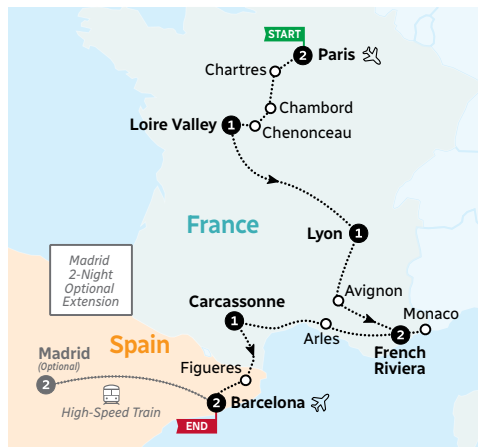 START
2 Paris
Chartres
Chambord
Loire Valley 1
Chenonceau
France
Lyon 1
Madrid
2-Night
Optional
Extension
Avignon
Carcassonne
1
Monaco
Arles
2
French
Riviera
Spain
Madrid
(Optional)
2
Figueres
High-Speed Train
2 Barcelona
END